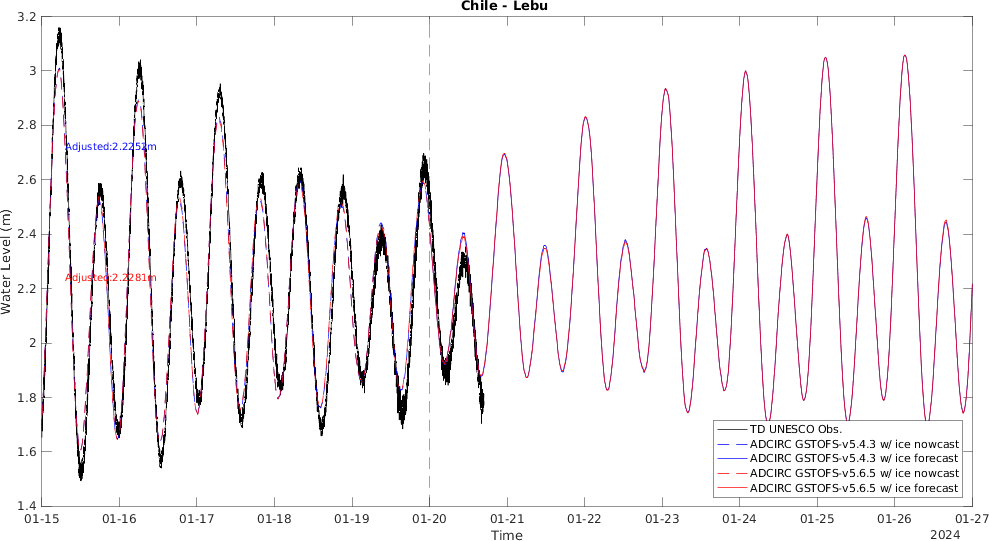 Chile - Lebu
3.2
3
2.8
2.6
2.4
2.2
2
1.8
1.6
1.4
Water Level (m)
Adjusted:2.2252m
Adjusted:2.2281m
TD UNESCO Obs.
ADCIRC GSTOFS-v5.4.3 w/ ice nowcast
ADCIRC GSTOFS-v5.4.3 w/ ice forecast
ADCIRC GSTOFS-v5.6.5 w/ ice nowcast
ADCIRC GSTOFS-v5.6.5 w/ ice forecast
01-15 01-16 01-17 01-18 01-19 01-20 01-21 01-22 01-23 01-24 01-25 01-26 01-27
Time
2024